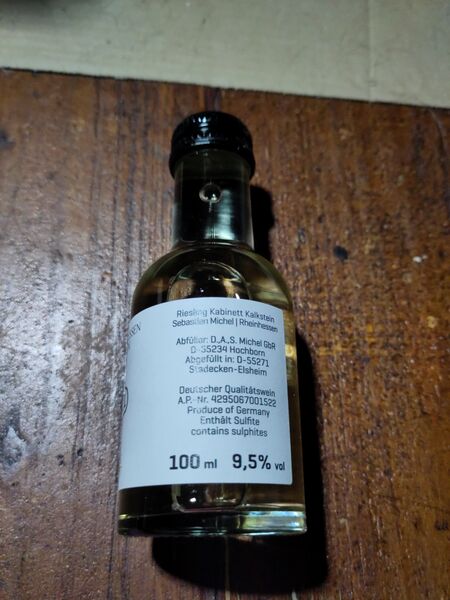 Riesling Kabinett Kalkstein
Sebastian Michel | Rheinhessen
Abfüller: D.,A.,S. Michel GbR
D-55234 Hochborn
Abgefüllt in: D-55271
Stadecken-Elsheim
Deutscher Qualitätswein
A.P.-Nr. 4295067001522
Produce of Germany
Enthält Sulfite
contains sulphites
100 ml 9,5% vol